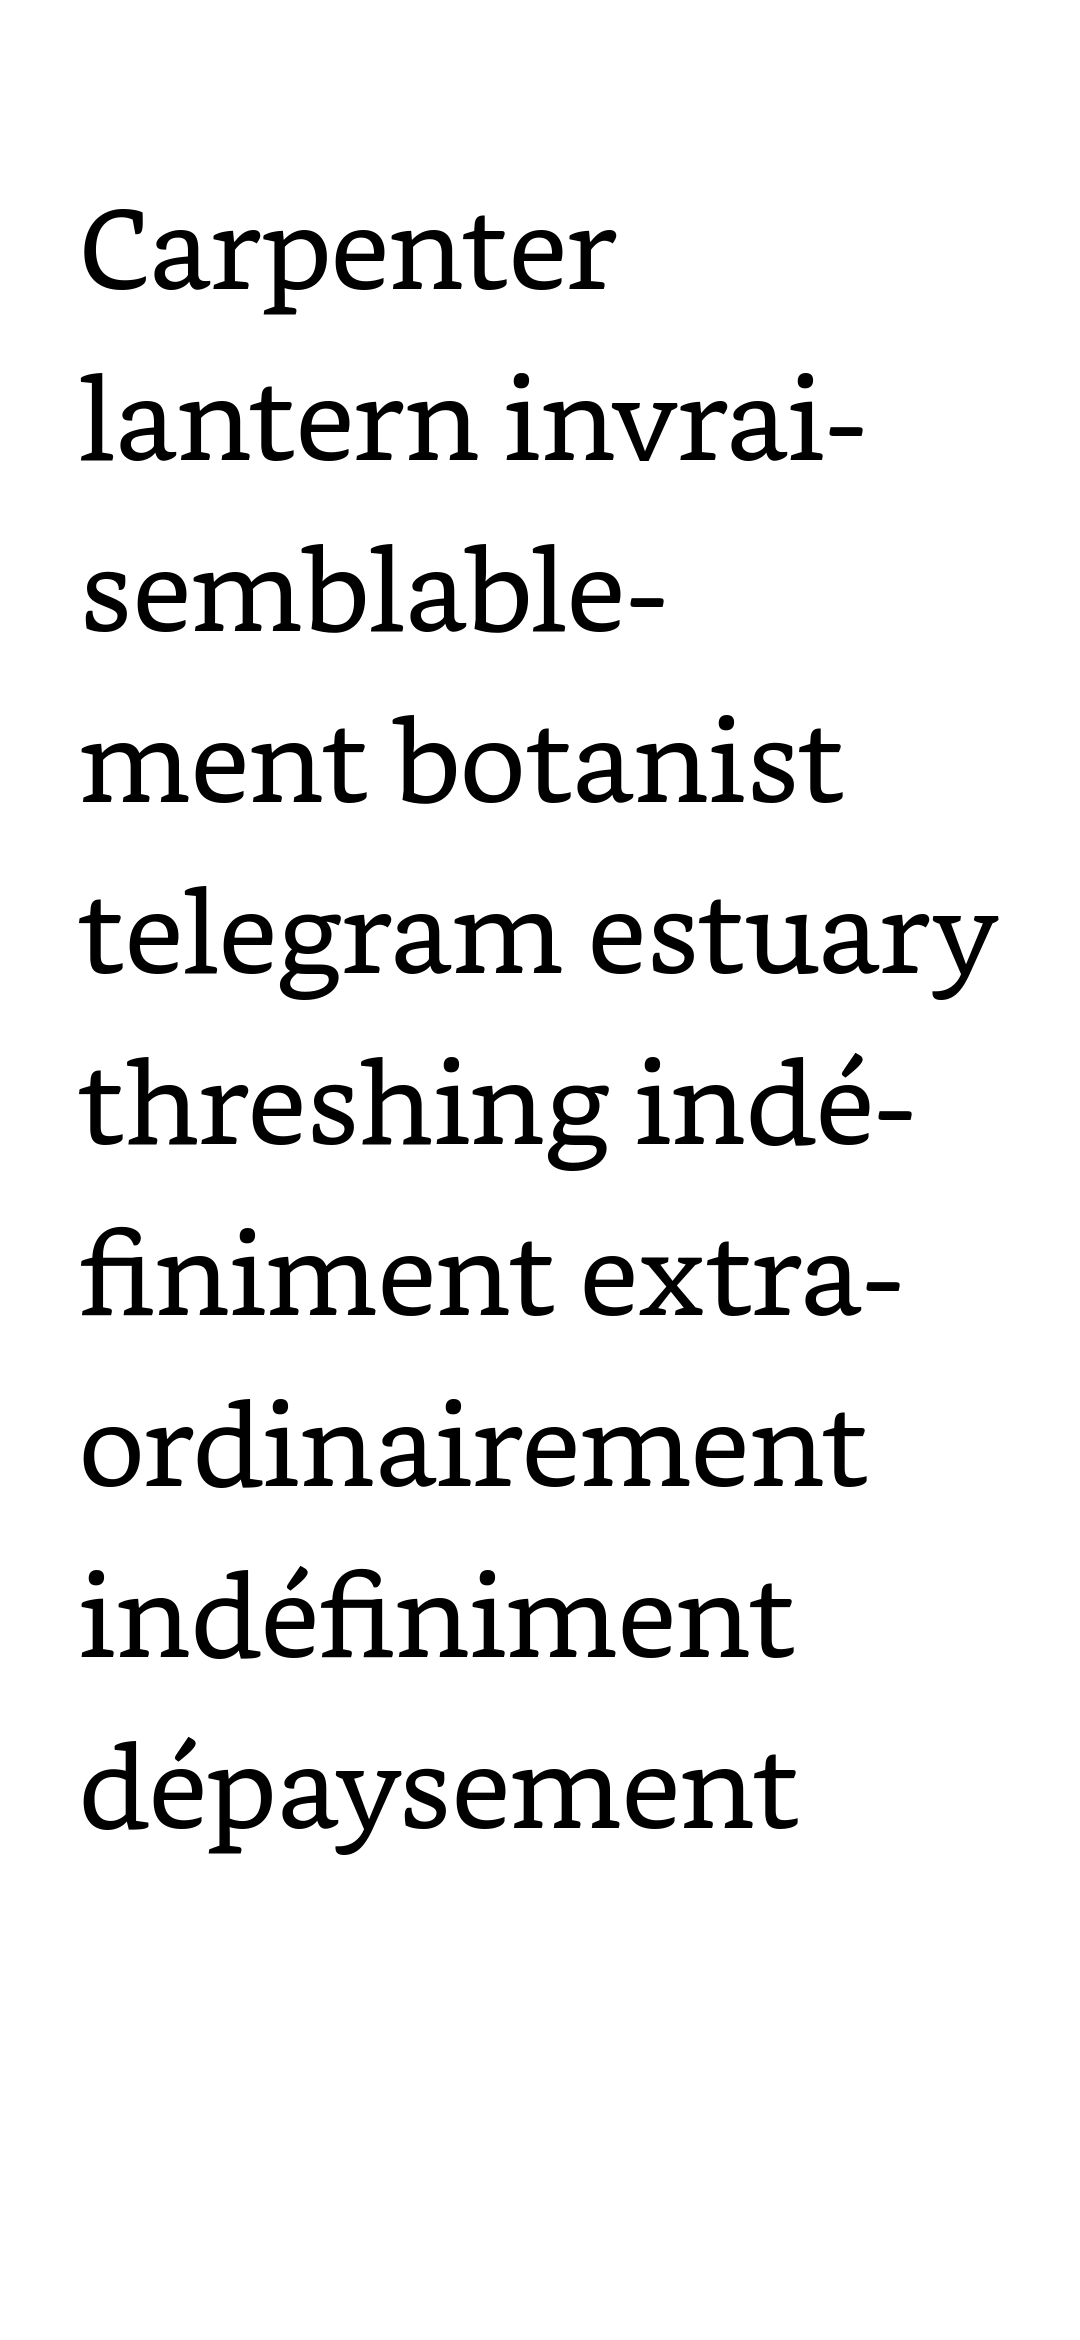 Carpenter
lantern invrai-
semblable-
ment botanist
telegram estuary
threshing indé-
finiment extra-
ordinairement
indéfiniment
dépaysement